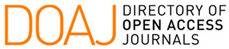 DOAJ DIRECTORY OF
OPEN ACCESS
JOURNALS